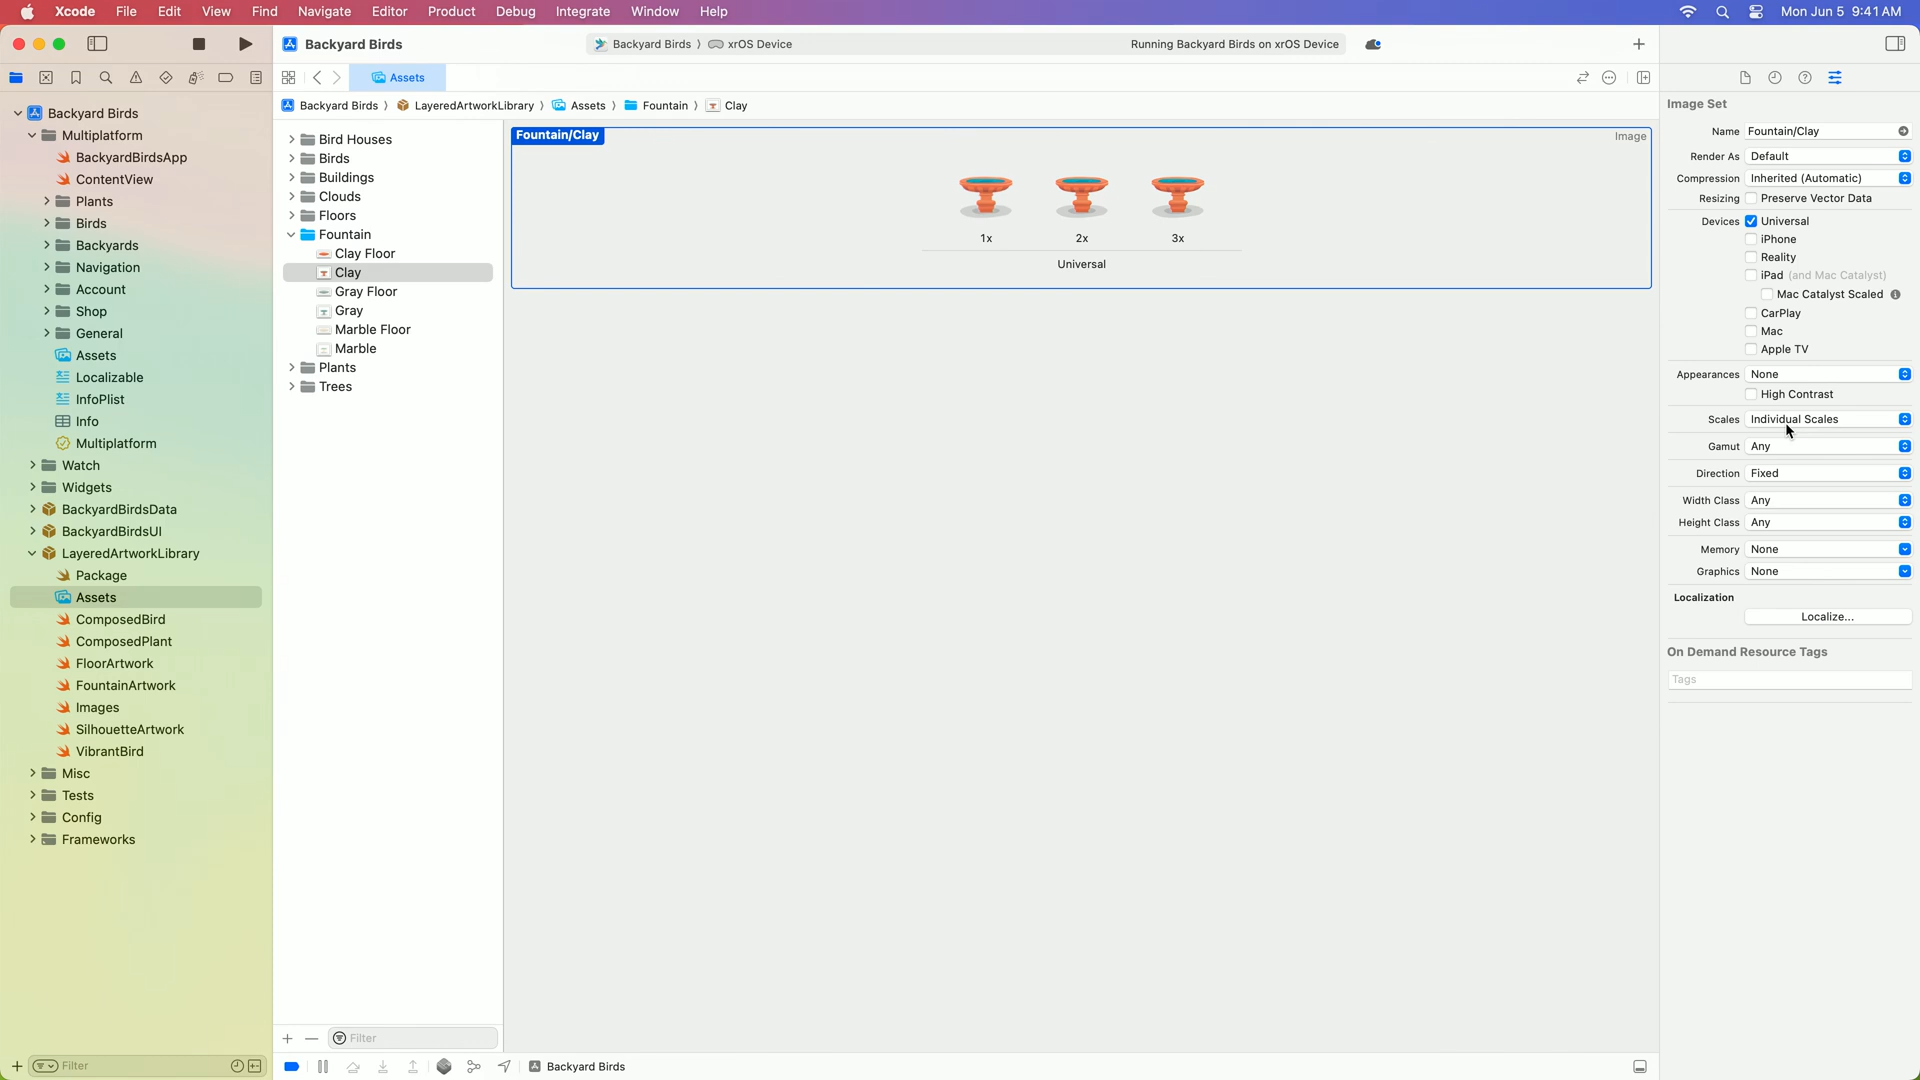 Xcode File Edit View Find Navigate Editor Product Debug Integrate Window Help Mon Jun 5 9:41 AM
Backyard Birds
Backyard Birds xrOS Device
Running Backyard Birds on xrOS Device
Assets
Backyard Birds LayeredArtworkLibrary Assets Fountain Clay
Backyard Birds
Multiplatform
BackyardBirdsApp
ContentView
Plants
Birds
Backyards
Navigation
Account
Shop
General
Assets
Localizable
InfoPlist
Info
Multiplatform
Watch
Widgets
BackyardBirdsData
BackyardBirdsUI
LayeredArtworkLibrary
Package
Assets
ComposedBird
ComposedPlant
FloorArtwork
FountainArtwork
Images
SilhouetteArtwork
VibrantBird
Misc
Tests
Config
Frameworks
Filter
Bird Houses
Birds
Buildings
Clouds
Floors
Fountain
Clay Floor
Clay
Gray Floor
Gray
Marble Floor
Marble
Plants
Trees
Filter
Fountain/Clay
Image
1x 2x 3x
Universal
Backyard Birds
Image Set
Name Fountain/Clay
Render As Default
Compression Inherited (Automatic)
Resizing Preserve Vector Data
Devices Universal
iPhone
Reality
iPad (and Mac Catalyst)
Mac Catalyst Scaled
CarPlay
Mac
Apple TV
Appearances None
High Contrast
Scales Individual Scales
Gamut Any
Direction Fixed
Width Class Any
Height Class Any
Memory None
Graphics None
Localization
Localize...
On Demand Resource Tags
Tags